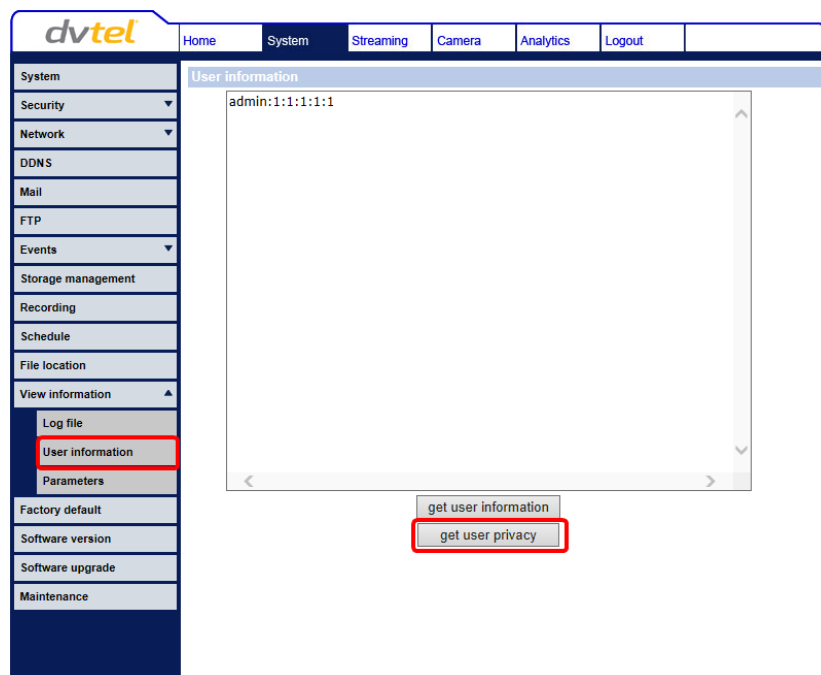 dvtel
Home System Streaming Camera Analytics Logout
System
Security
Network
DDNS
Mail
FTP
Events
Storage management
Recording
Schedule
File location
View information
Log file
User information
Parameters
Factory default
Software version
Software upgrade
Maintenance
User information
admin:1:1:1:1:1
get user information
get user privacy